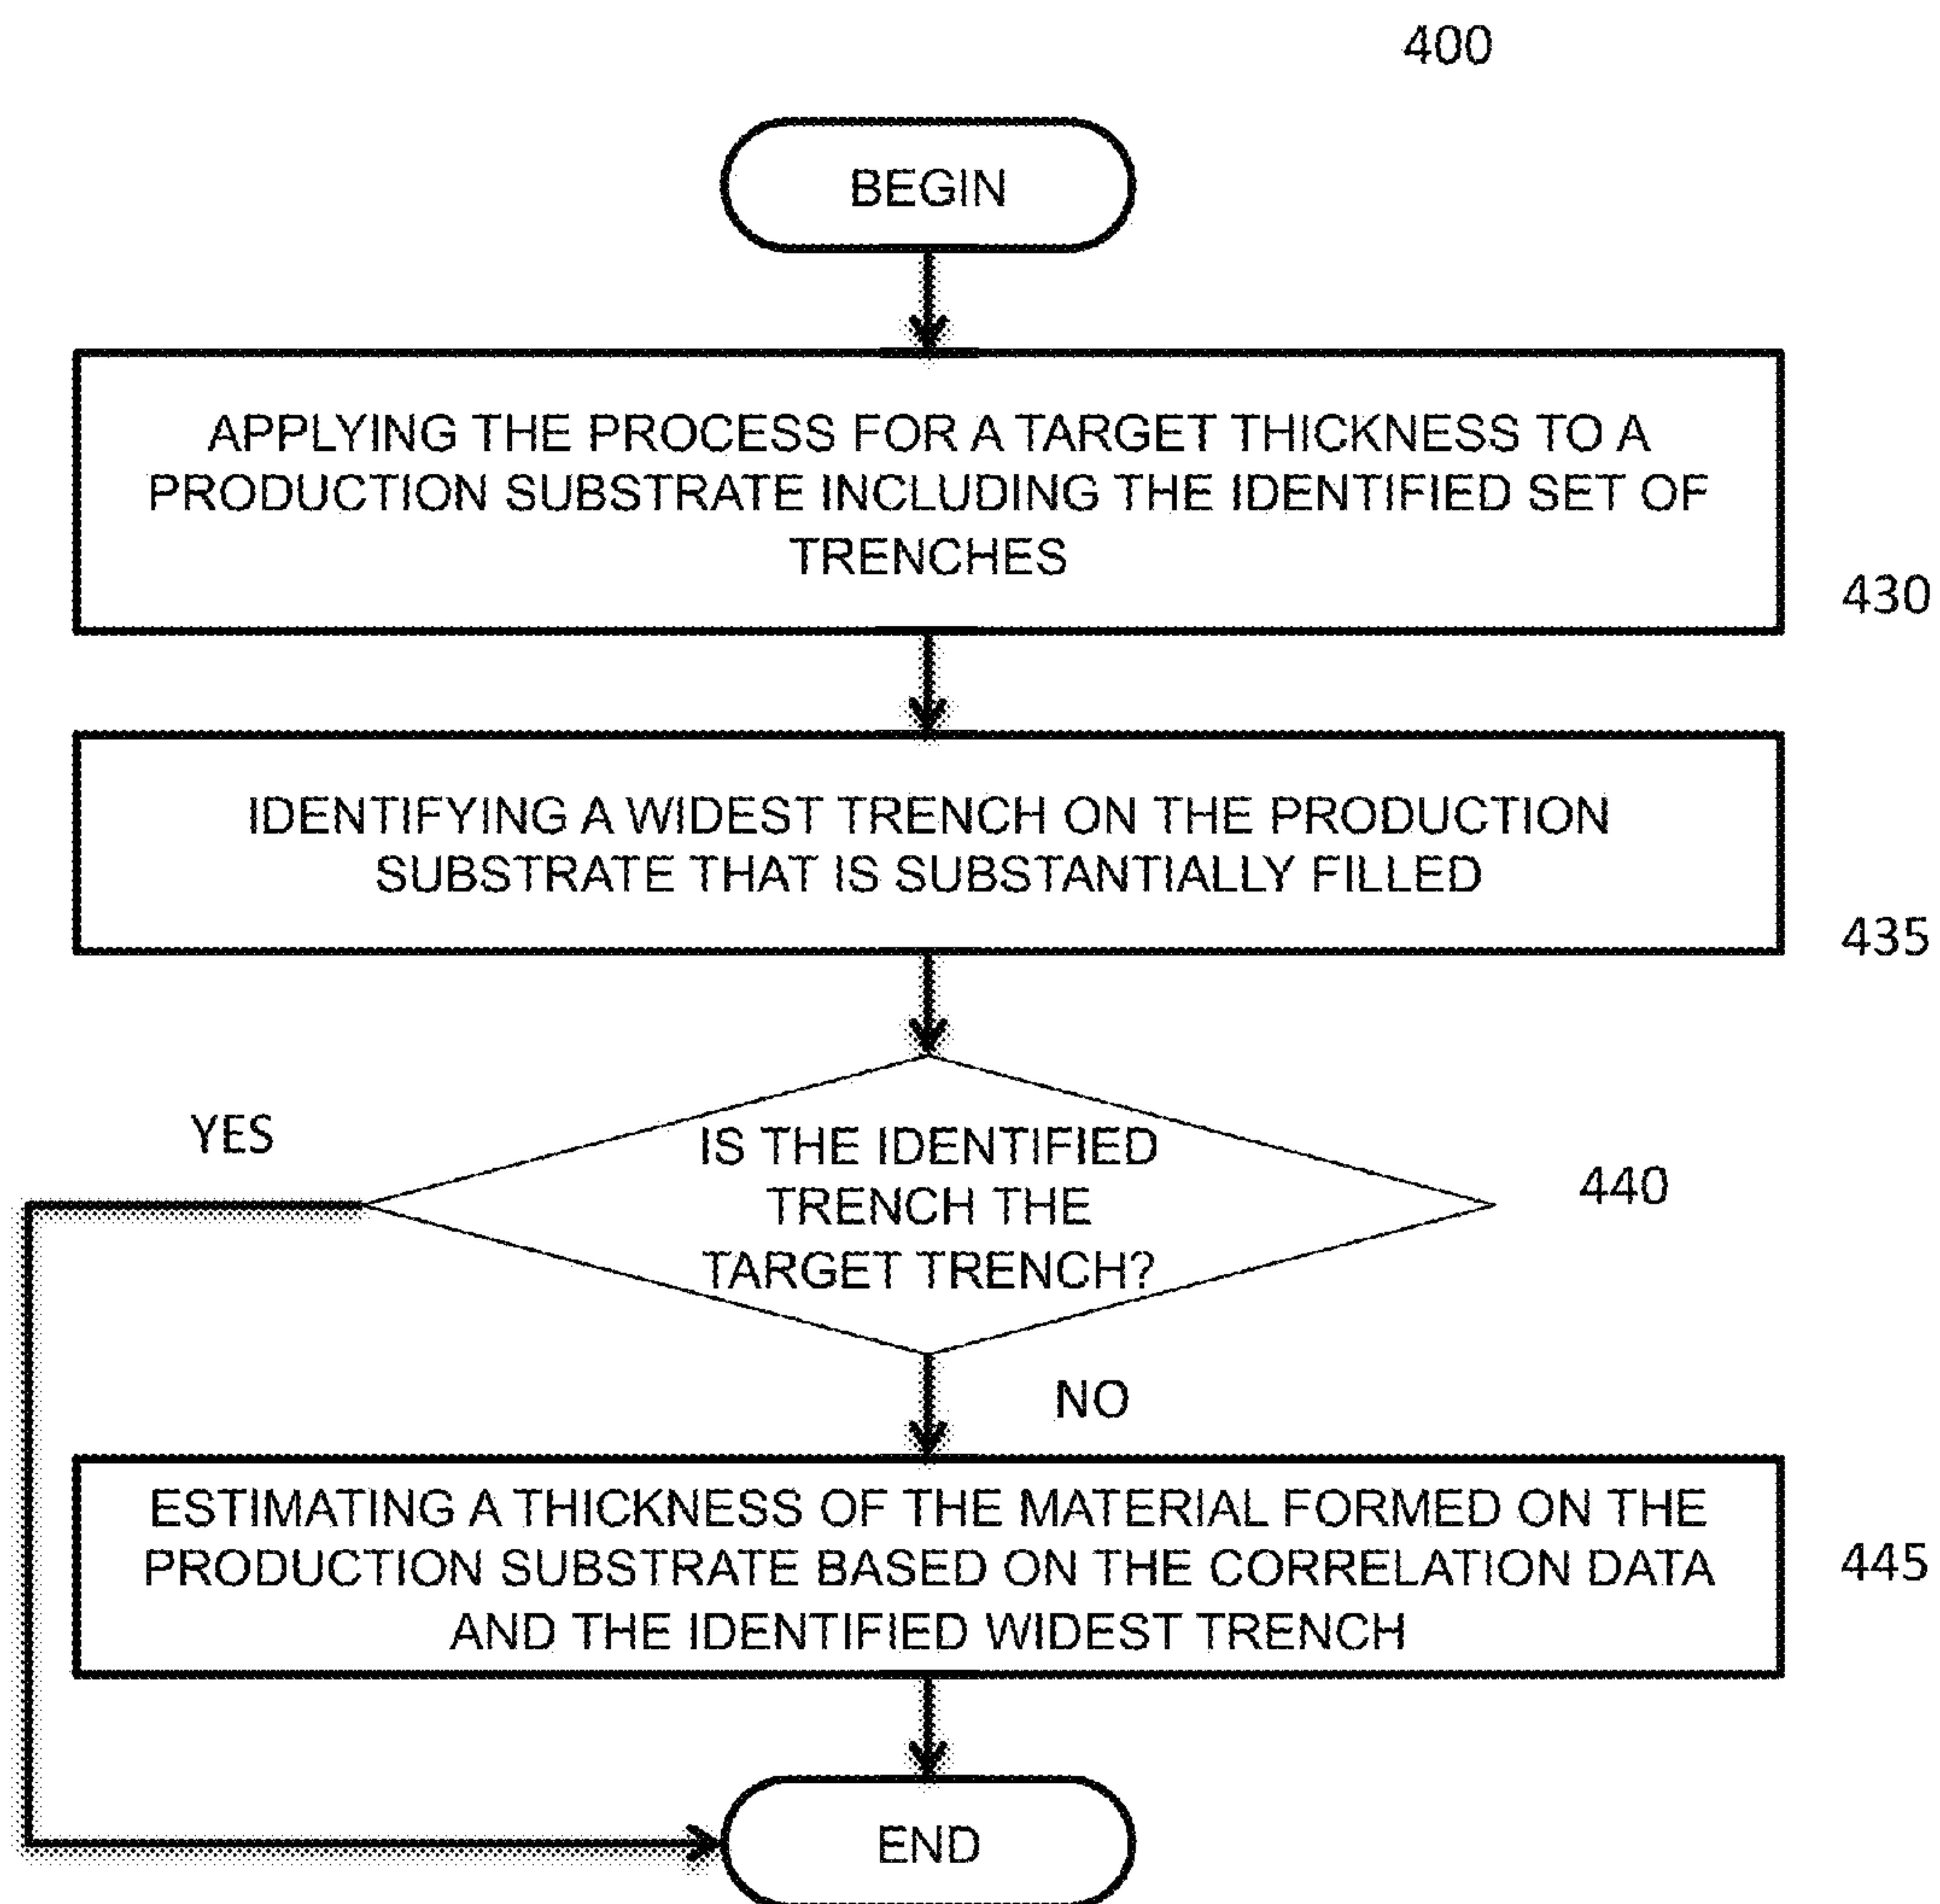 400
BEGIN
APPLYING THE PROCESS FOR A TARGET THICKNESS TO A
PRODUCTION SUBSTRATE INCLUDING THE IDENTIFIED SET OF
TRENCHES
430
IDENTIFYING A WIDEST TRENCH ON THE PRODUCTION
SUBSTRATE THAT IS SUBSTANTIALLY FILLED
435
YES
IS THE IDENTIFIED
TRENCH THE
TARGET TRENCH?
440
NO
ESTIMATING A THICKNESS OF THE MATERIAL FORMED ON THE
PRODUCTION SUBSTRATE BASED ON THE CORRELATION DATA
AND THE IDENTIFIED WIDEST TRENCH
445
END